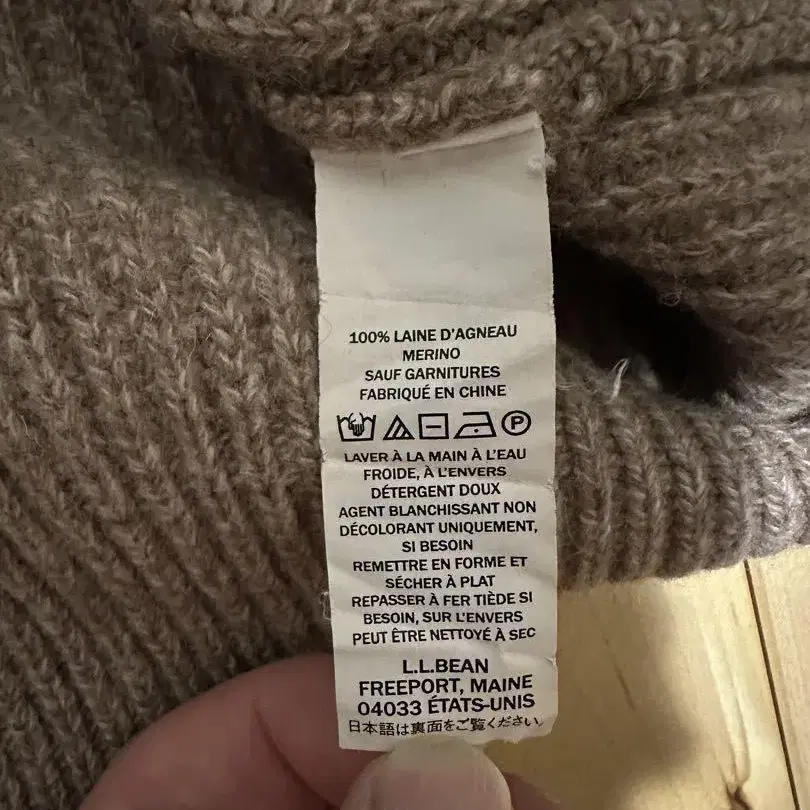 100% LAINE D'AGNEAU
MERINO
SAUF GARNITURES
FABRIQUÉ EN CHINE
P
LAVER À LA MAIN À L'EAU
FROIDE, À L'ENVERS
DÉTERGENT DOUX
AGENT BLANCHISSANT NON
DÉCOLORANT UNIQUEMENT,
SI BESOIN
REMETTRE EN FORME ET
SÉCHER À PLAT
REPASSER À FER TIÈDE SI
BESOIN, SUR L'ENVERS
PEUT ÊTRE NETTOYÉ À SEC
L.L.BEAN
FREEPORT, MAINE
04033 ÉTATS-UNIS
日本語は裏面をご覧ください。